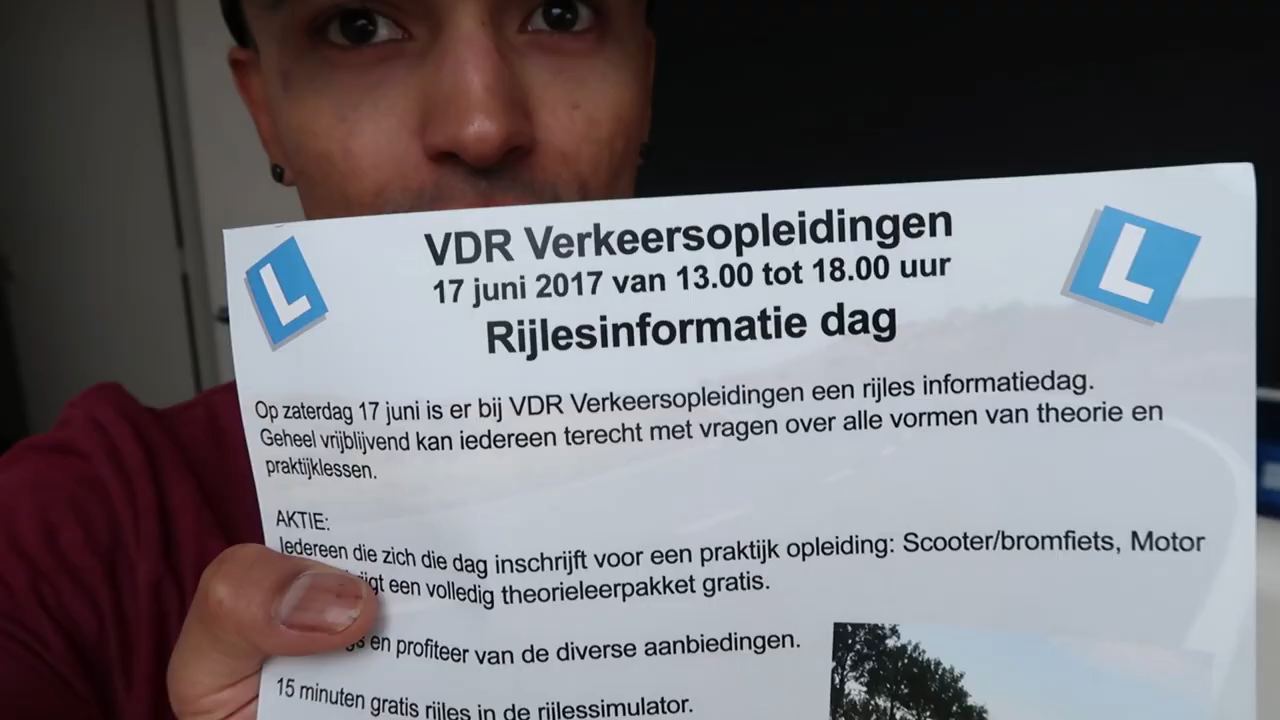 L
L
VDR Verkeersopleidingen
17 juni 2017 van 13.00 tot 18.00 uur
Rijlesinformatie dag
Op zaterdag 17 juni is er bij VDR Verkeersopleidingen een rijles informatiedag.
Geheel vrijblijvend kan iedereen terecht met vragen over alle vormen van theorie en
praktijklessen.
AKTIE:
Iedereen die zich die dag inschrijft voor een praktijk opleiding: Scooter/bromfiets, Motor
een volledig theorieleerpakket gratis.
en profiteer van de diverse aanbiedingen.
15 minuten gratis rijles in de rijlessimulator.